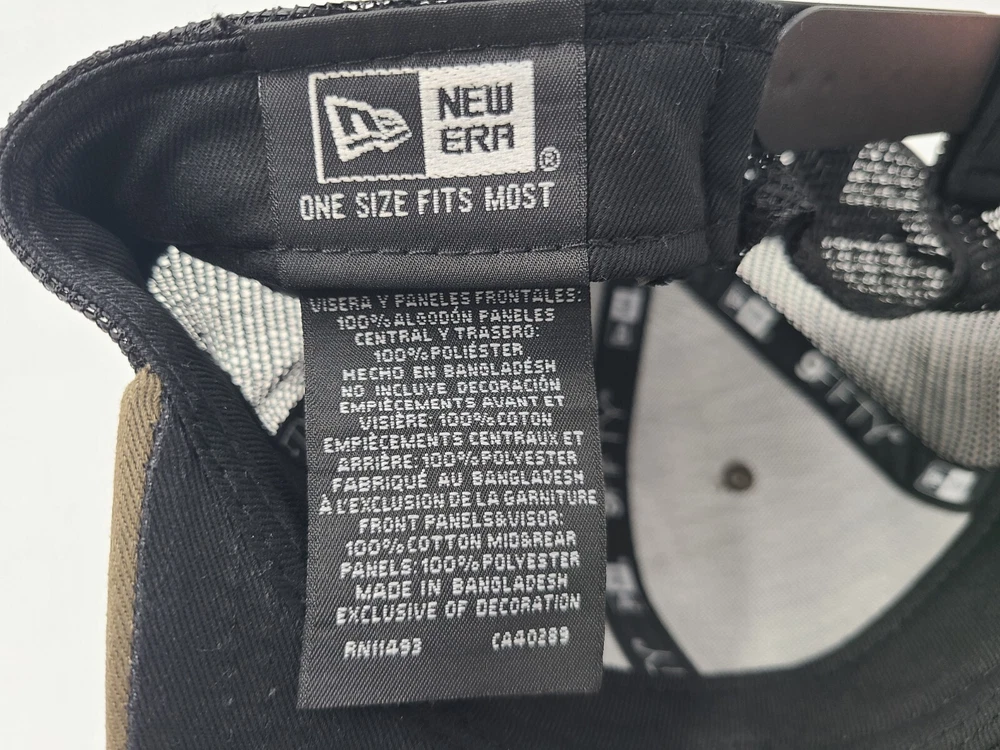 NEW
ERA
®
ONE SIZE FITS MOST
VISERA Y PANELES FRONTALES:
100% ALGODÓN PANELES
CENTRAL Y TRASERO:
100% POLIÉSTER
HECHO EN BANGLADÉSH
NO INCLUYE DECORACIÓN
EMPIÈCEMENTS AVANT ET
VISIÈRE 100% COTON
EMPIÈCEMENTS CENTRAUX ET
ARRIÈRE 100% POLYESTER
FABRIQUÉ AU BANGLADESH
À L'EXCLUSION DE LA GARNITURE
FRONT PANELS&VISOR:
100% COTTON MID&REAR
PANELS: 100% POLYESTER
MADE IN BANGLADESH
EXCLUSIVE OF DECORATION
RN11493 CA40289
9FIFTY